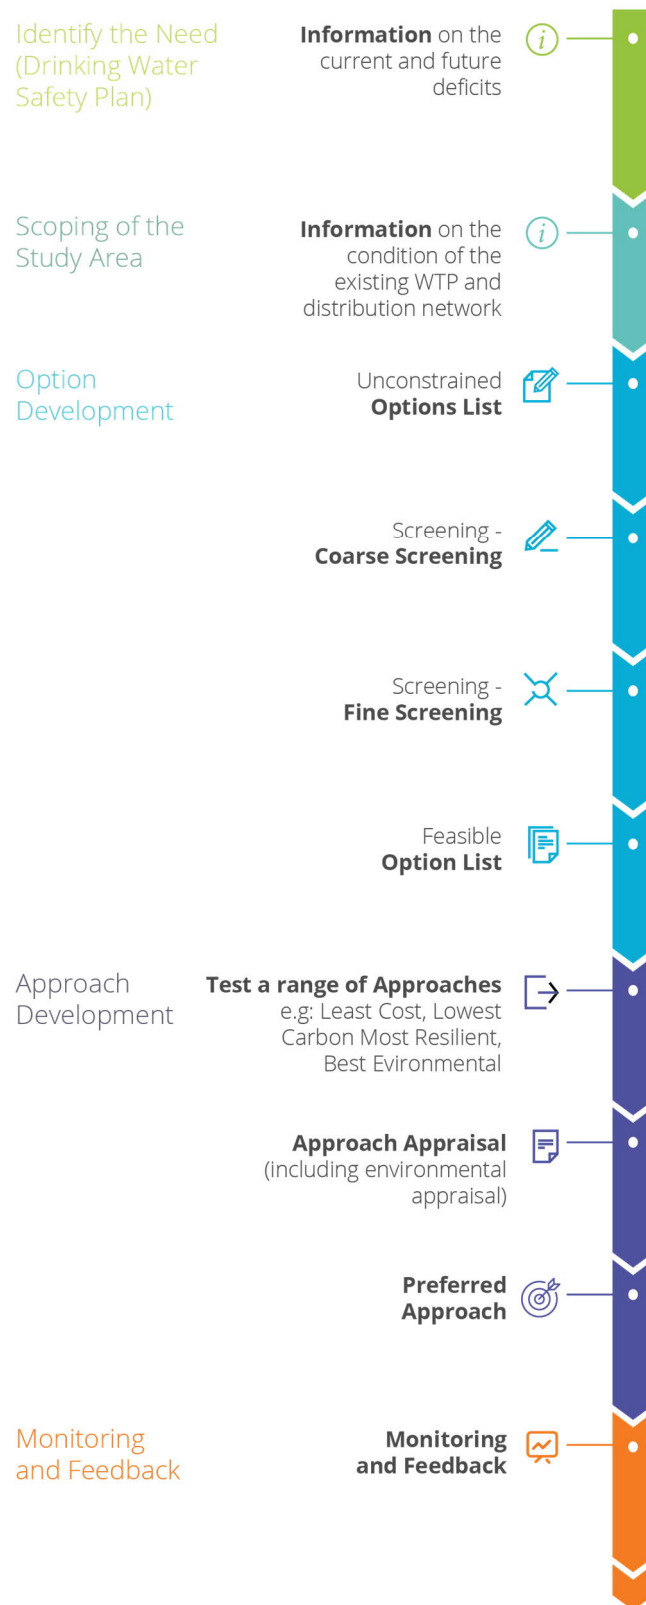 Identify the Need
(Drinking Water
Safety Plan)
Information on the
current and future
deficits
Scoping of the
Study Area
Information on the
condition of the
existing WTP and
distribution network
Option
Development
Unconstrained
Options List
Screening -
Coarse Screening
Screening -
Fine Screening
Feasible
Option List
Approach
Development
Test a range of Approaches
e.g: Least Cost, Lowest
Carbon Most Resilient,
Best Evironmental
Approach Appraisal
(including environmental
appraisal)
Preferred
Approach
Monitoring
and Feedback
Monitoring
and Feedback